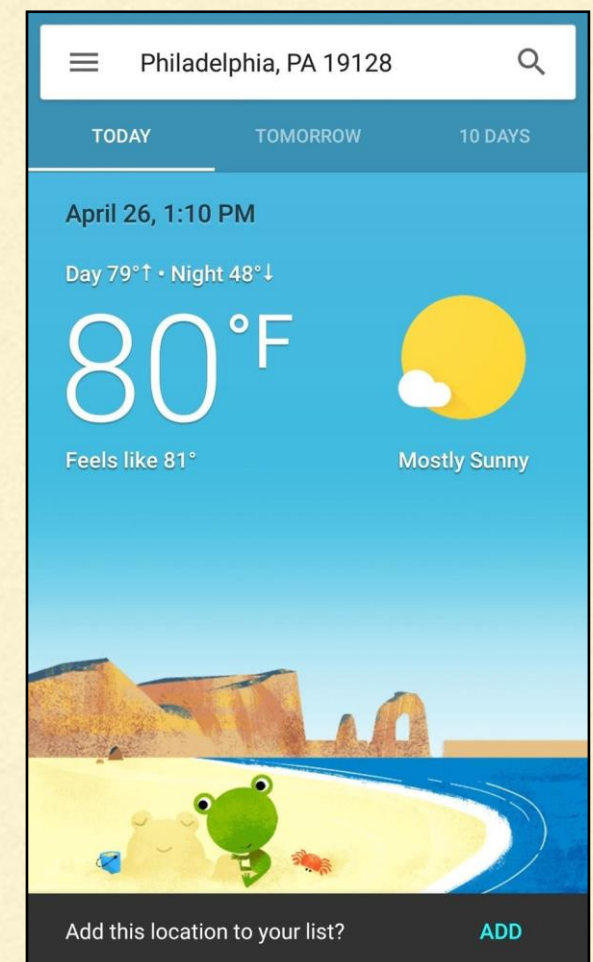 Philadelphia, PA 19128
TODAY TOMORROW 10 DAYS
April 26, 1:10 PM
Day 79°↑ • Night 48°↓
80°F
Feels like 81° Mostly Sunny
Add this location to your list? ADD